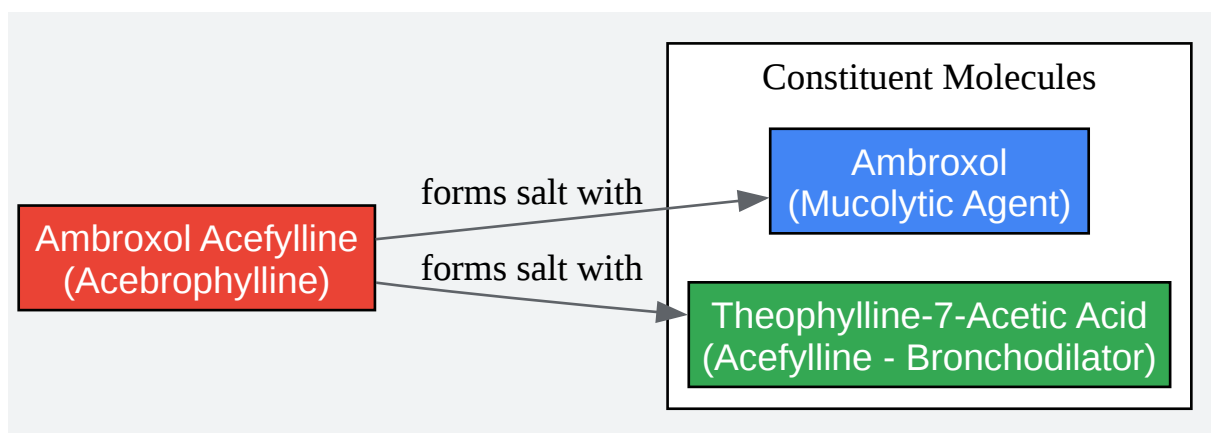 Constituent Molecules
Ambroxol
(Mucolytic Agent)
forms salt with
Ambroxol Acefylline
(Acebrophylline)
forms salt with
Theophylline-7-Acetic Acid
(Acefylline - Bronchodilator)